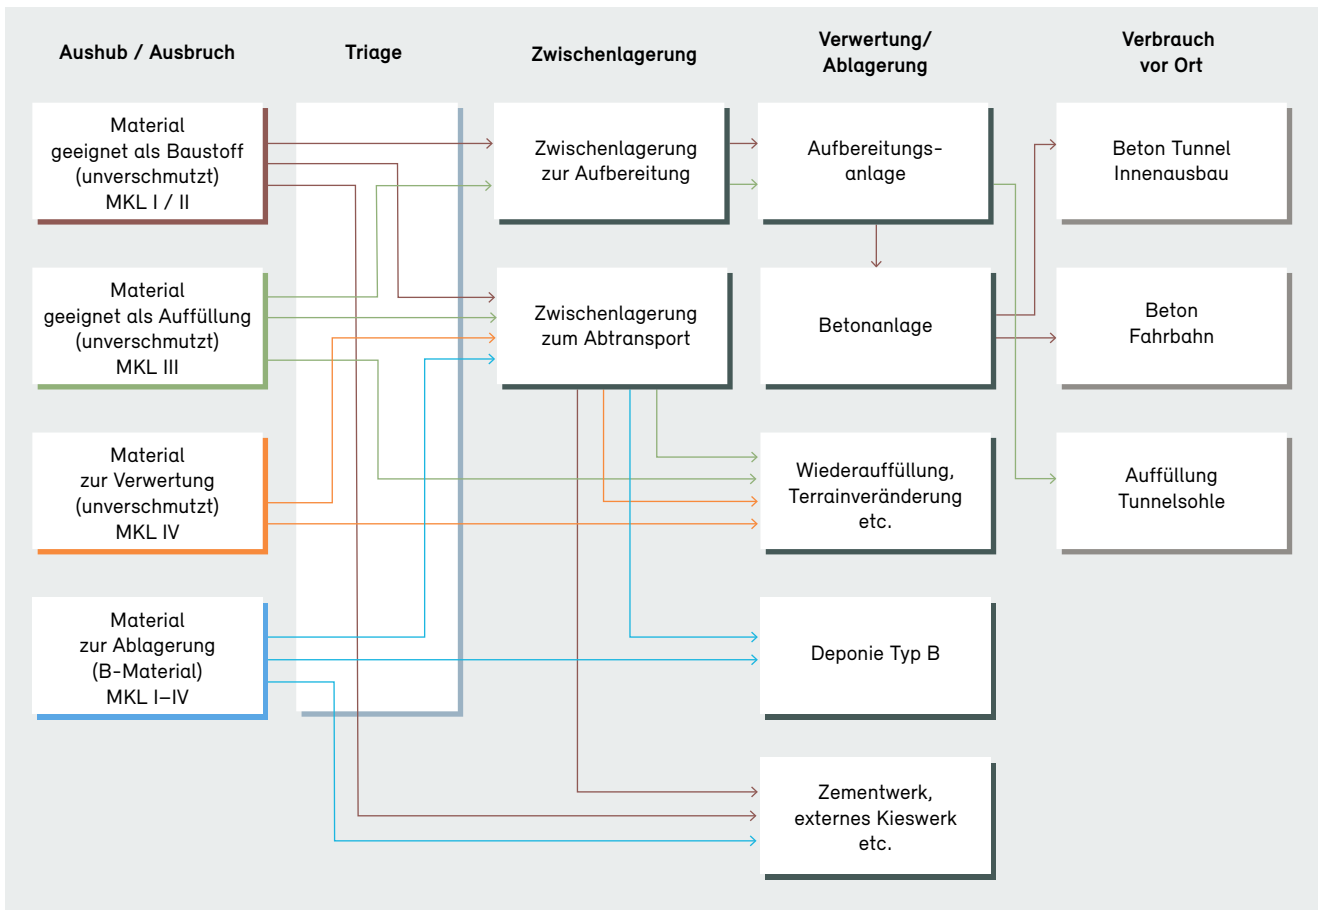 Aushub / Ausbruch
Triage
Zwischenlagerung
Verwertung/
Ablagerung
Verbrauch
vor Ort
Material
geeignet als Baustoff
(unverschmutzt)
MKL I / II
Zwischenlagerung
zur Aufbereitung
Aufbereitungs-
anlage
Beton Tunnel
Innenausbau
Material
geeignet als Auffüllung
(unverschmutzt)
MKL III
Zwischenlagerung
zum Abtransport
Betonanlage
Beton
Fahrbahn
Material
zur Verwertung
(unverschmutzt)
MKL IV
Wiederauffüllung,
Terrainveränderung
etc.
Auffüllung
Tunnelsohle
Material
zur Ablagerung
(B-Material)
MKL I–IV
Deponie Typ B
Zementwerk,
externes Kieswerk
etc.